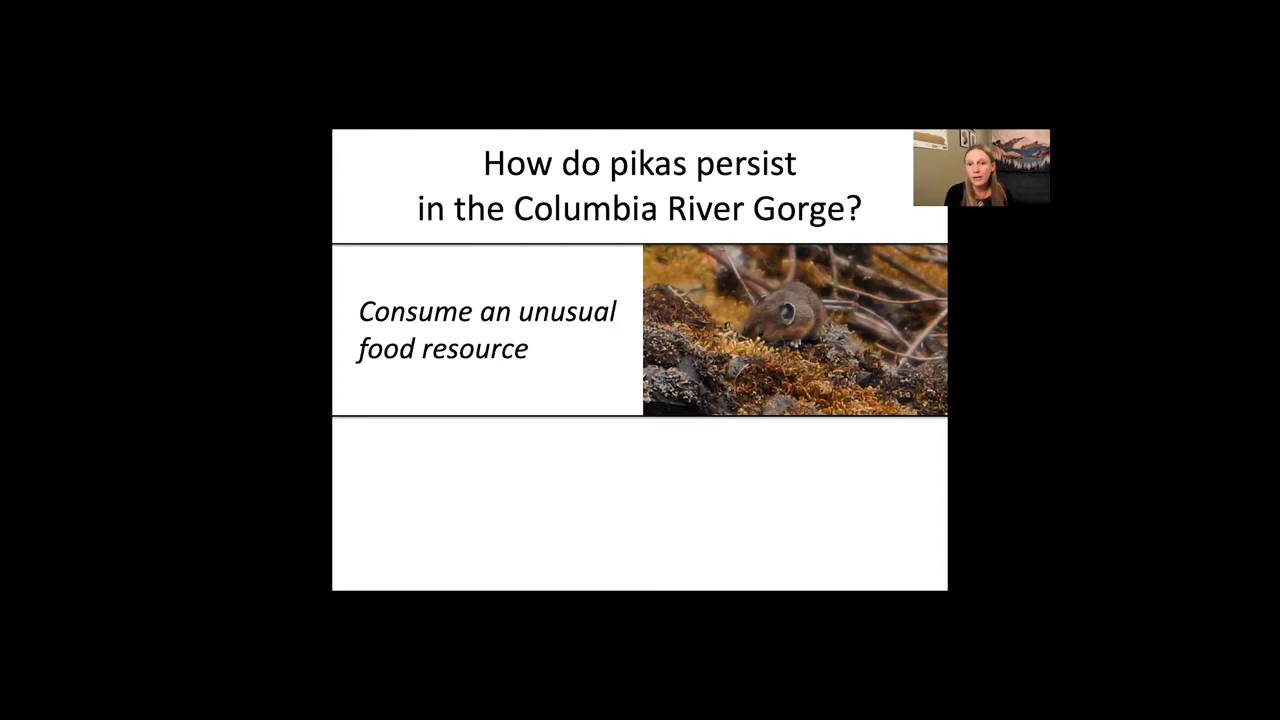 How do pikas persist
in the Columbia River Gorge?
Consume an unusual
food resource